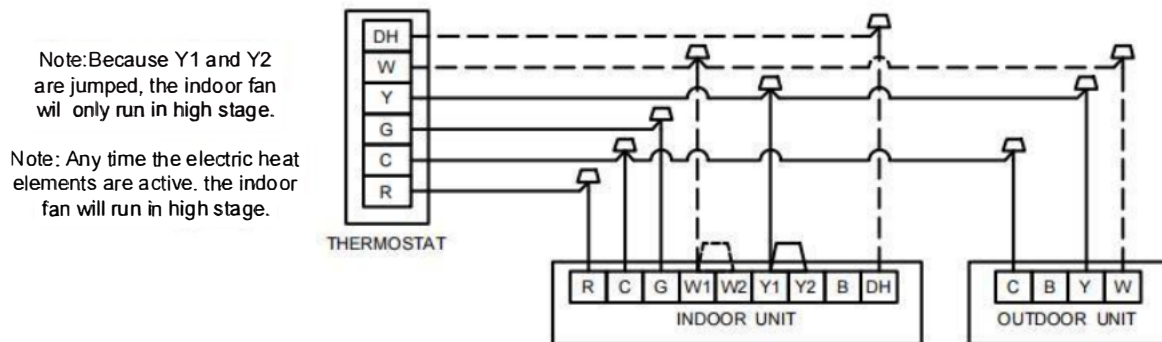 Note:Because Y1 and Y2
are jumped, the indoor fan
wil only run in high stage.
Note: Any time the electric heat
elements are active. the indoor
fan will run in high stage.
DH
W
Y
G
C
R
THERMOSTAT
R C G W1 W2 Y1 Y2 B DH
INDOOR UNIT
C B Y W
OUTDOOR UNIT